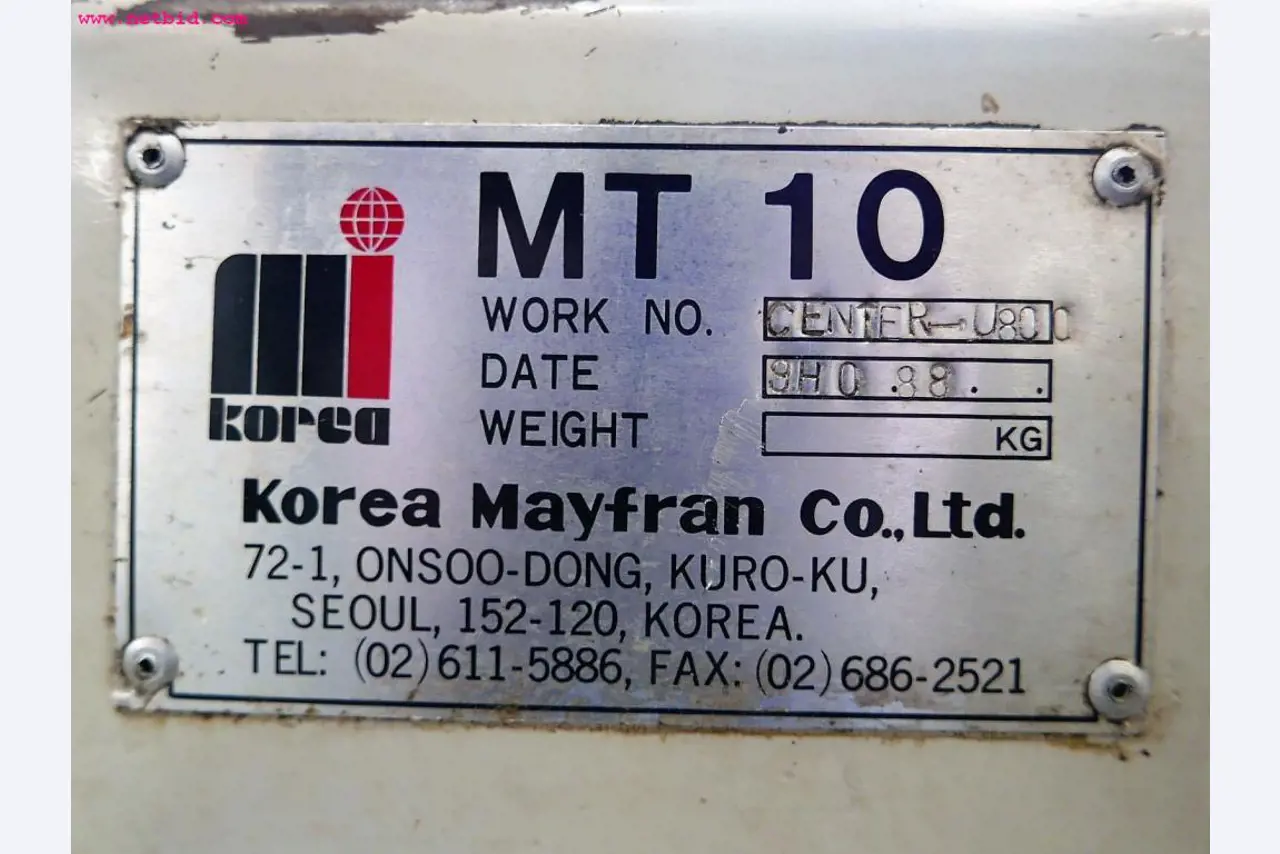 www.netbid.com
MT 10
WORK NO. CENTER-U800
DATE 9H0.88. .
WEIGHT KG
mi
korea
Korea Mayfran Co.,Ltd.
72-1, ONSOO-DONG, KURO-KU,
SEOUL, 152-120, KOREA.
TEL: (02)611-5886, FAX: (02)686-2521